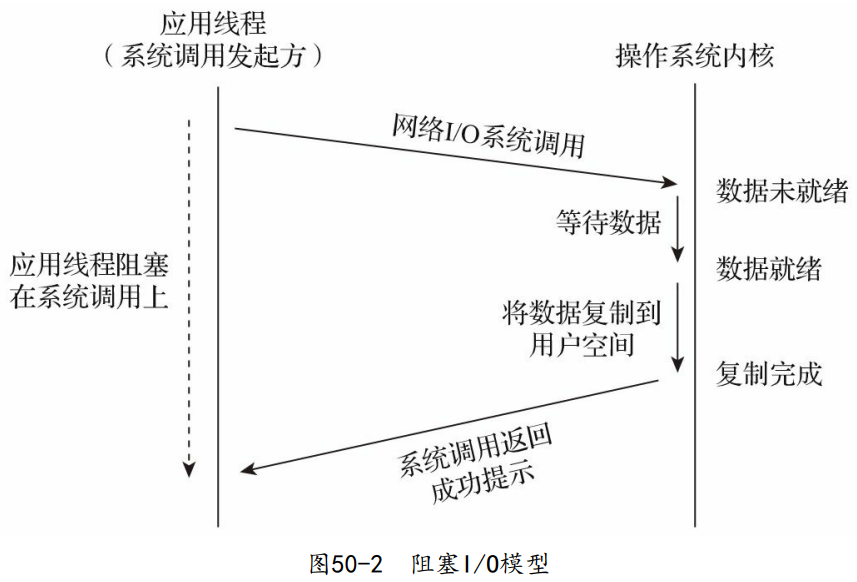 应用线程
（系统调用发起方）
操作系统内核
网络I/O系统调用
数据未就绪
等待数据
应用线程阻塞
在系统调用上
数据就绪
将数据复制到
用户空间
复制完成
系统调用返回
成功提示
图50-2 阻塞I/O模型